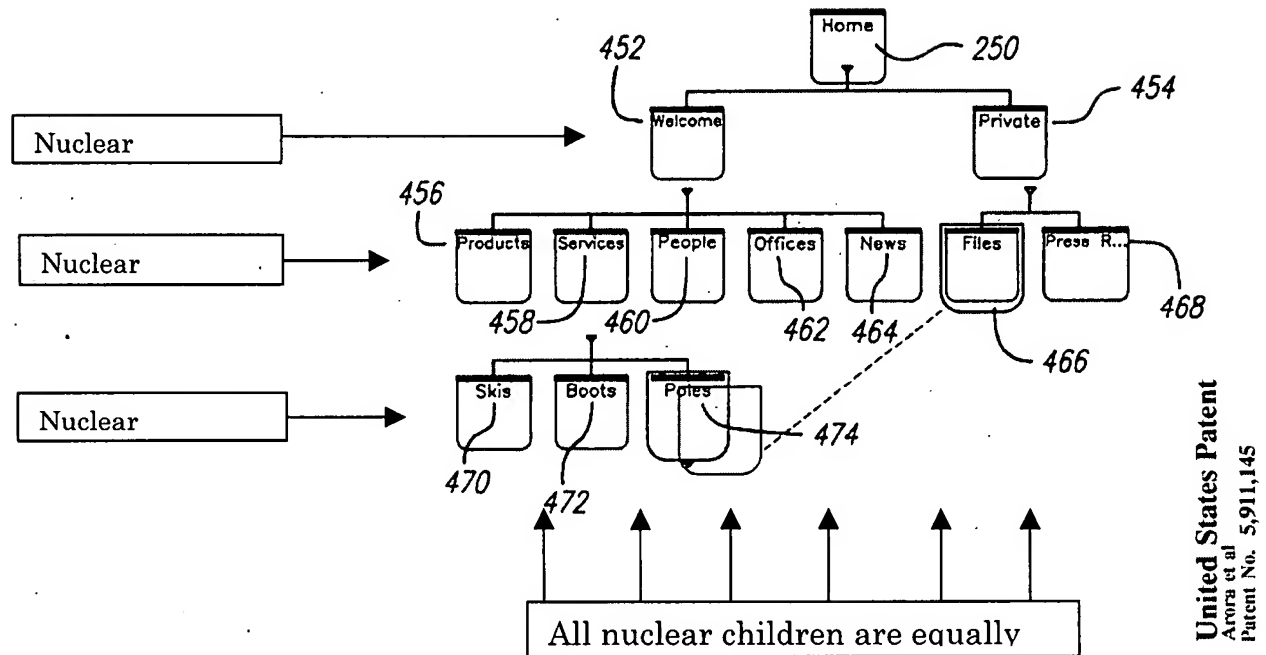 Home
452
250
454
Nuclear
Welcome
Private
456
Nuclear
Products
Services
People
Offices
News
Files
Press R...
458
460
462
464
468
466
Nuclear
Skis
Boots
Poles
474
470
472
All nuclear children are equally
United States Patent
Arora et al
Patent No. 5,911,145